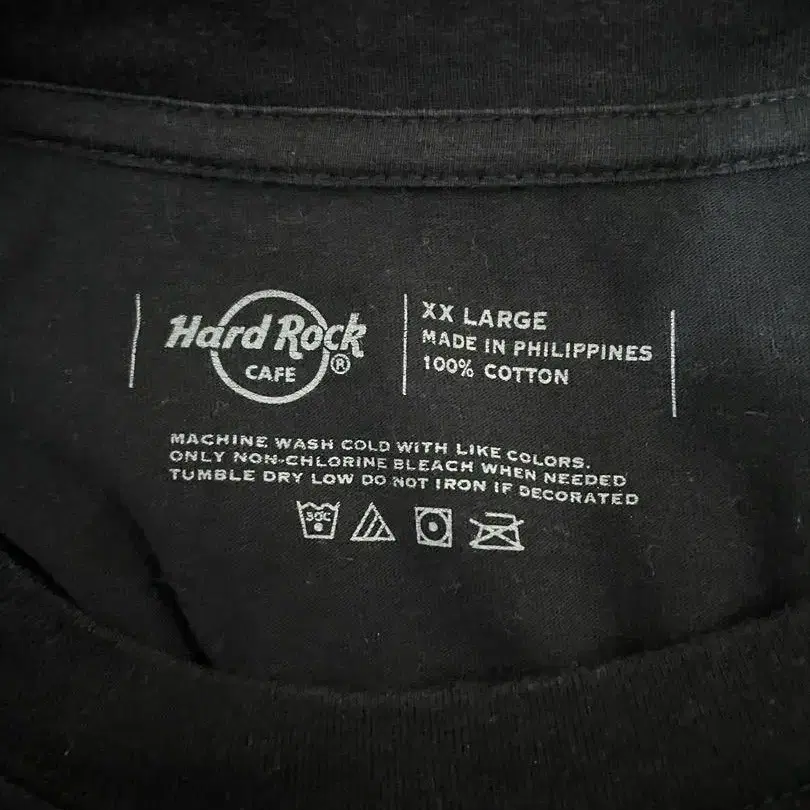 Hard Rock
CAFE ®
XX LARGE
MADE IN PHILIPPINES
100% COTTON
MACHINE WASH COLD WITH LIKE COLORS.
ONLY NON-CHLORINE BLEACH WHEN NEEDED
TUMBLE DRY LOW DO NOT IRON IF DECORATED
30C